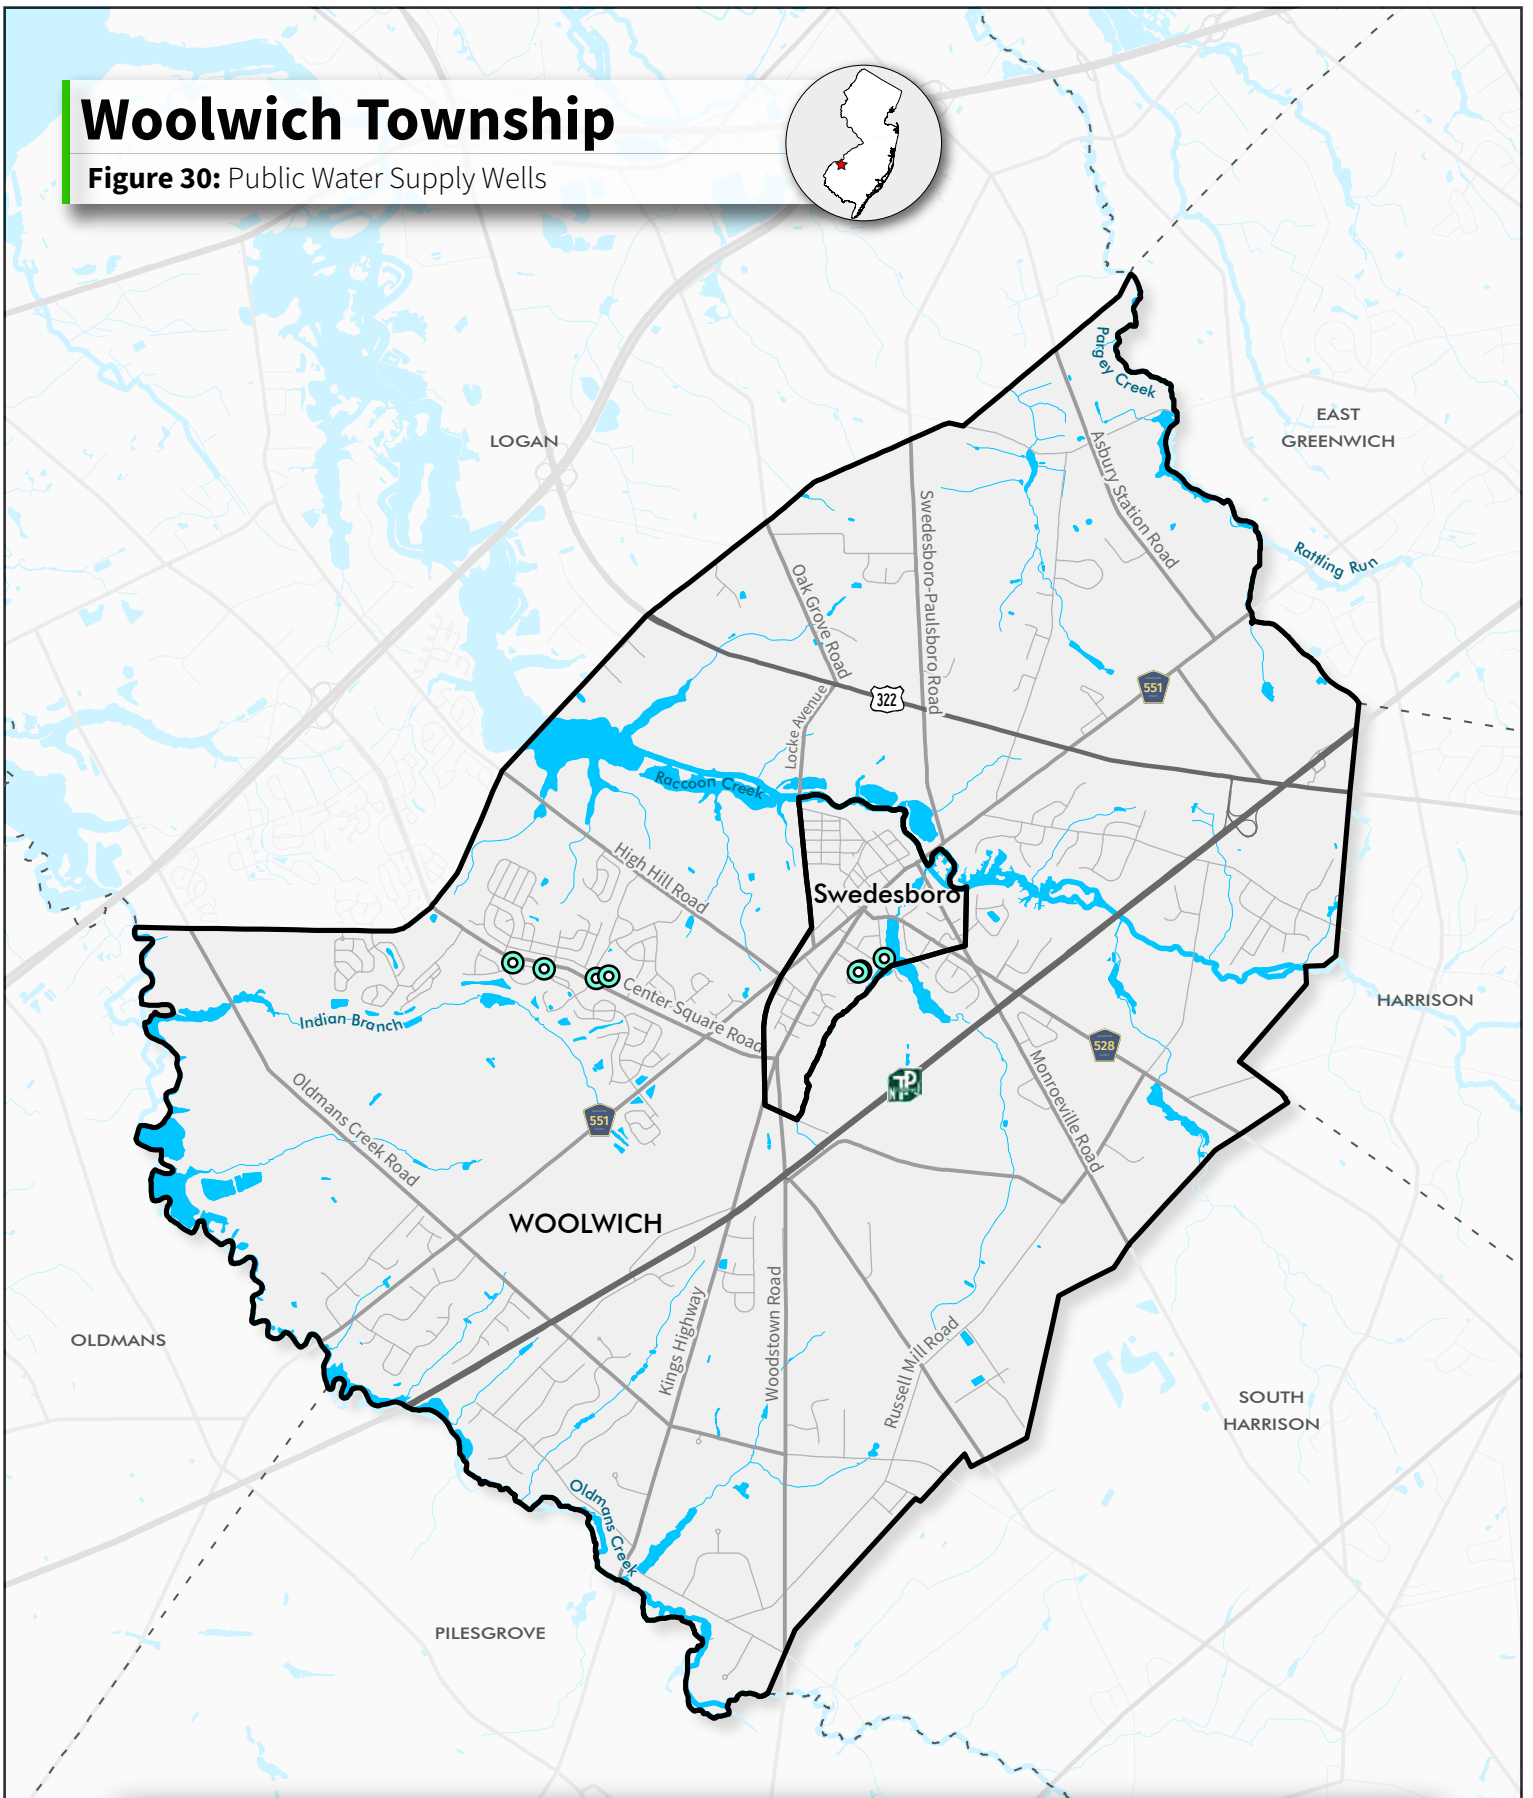 Woolwich Township
Figure 30: Public Water Supply Wells
Pargey Creek
EAST
GREENWICH
LOGAN
Asbury Station Road
Swedesboro-Paulsboro Road
Rattling Run
Oak Grove Road
551
322
Locke Avenue
Raccoon Creek
High Hill Road
Swedesboro
Center Square Road
HARRISON
Indian Branch
528
Monroeville Road
TP
Oldmans Creek Road
551
WOOLWICH
OLDMANS
Kings Highway
Woodstown Road
Russell Mill Road
SOUTH
HARRISON
Oldmans Creek
PILESGROVE